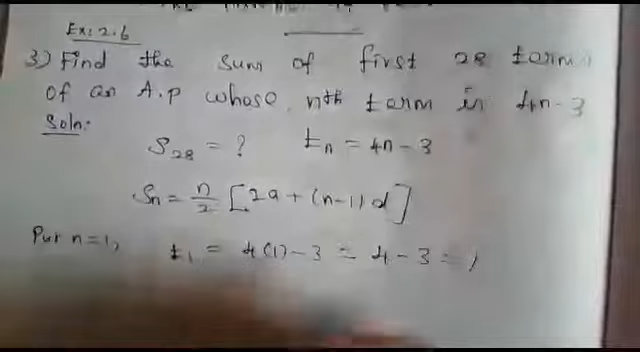 Ex: 2.6
3) Find the sum of first 28 terms
of an A.P whose nth term is 4n-3
Soln:
S28 = ? tn = 4n - 3
Sn = n/2 [2a + (n-1)d]
Put n=1, t1 = 4(1) - 3 = 4 - 3 = 1